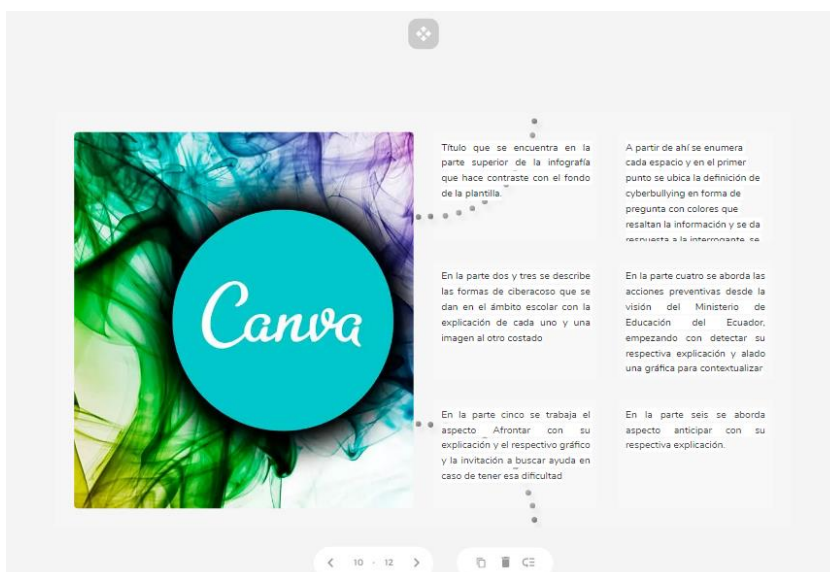 Canva
Título que se encuentra en la
parte superior de la infografía
que hace contraste con el fondo
de la plantilla.
A partir de ahí se enumera
cada espacio y en el primer
punto se ubica la definición de
cyberbullying en forma de
pregunta con colores que
resaltan la información y se da
respuesta a la interrogante, se
En la parte dos y tres se describe
las formas de ciberacoso que se
dan en el ámbito escolar con la
explicación de cada uno y una
imagen al otro costado
En la parte cuatro se aborda las
acciones preventivas desde la
visión del Ministerio de
Educación del Ecuador,
empezando con detectar su
respectiva explicación y alado
una gráfica para contextualizar
En la parte cinco se trabaja el
aspecto Afrontar con su
explicación y el respectivo gráfico
y la invitación a buscar ayuda en
caso de tener esa dificultad
En la parte seis se aborda
aspecto anticipar con su
respectiva explicación.
10 - 12